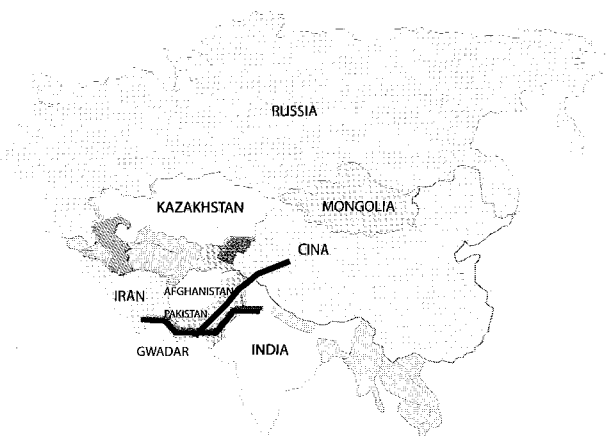 RUSSIA
KAZAKHSTAN
MONGOLIA
CINA
IRAN
AFGHANISTAN
PAKISTAN
GWADAR
INDIA